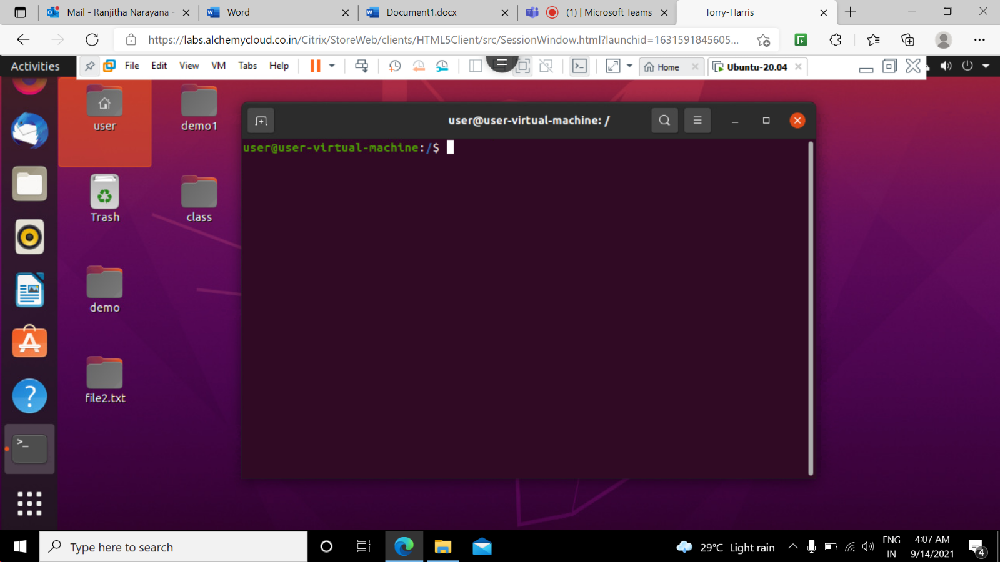 Mail - Ranjitha Narayana -
Word
Document1.docx
(1) | Microsoft Teams
Torry-Harris
https://labs.alchemycloud.co.in/Citrix/StoreWeb/clients/HTML5Client/src/SessionWindow.html?launchid=1631591845605...
Activities
File Edit View VM Tabs Help
Home
Ubuntu-20.04
user
demo1
user@user-virtual-machine: /
user@user-virtual-machine:/$
Trash
class
demo
file2.txt
Type here to search
29°C Light rain
ENG
IN
4:07 AM
9/14/2021
4